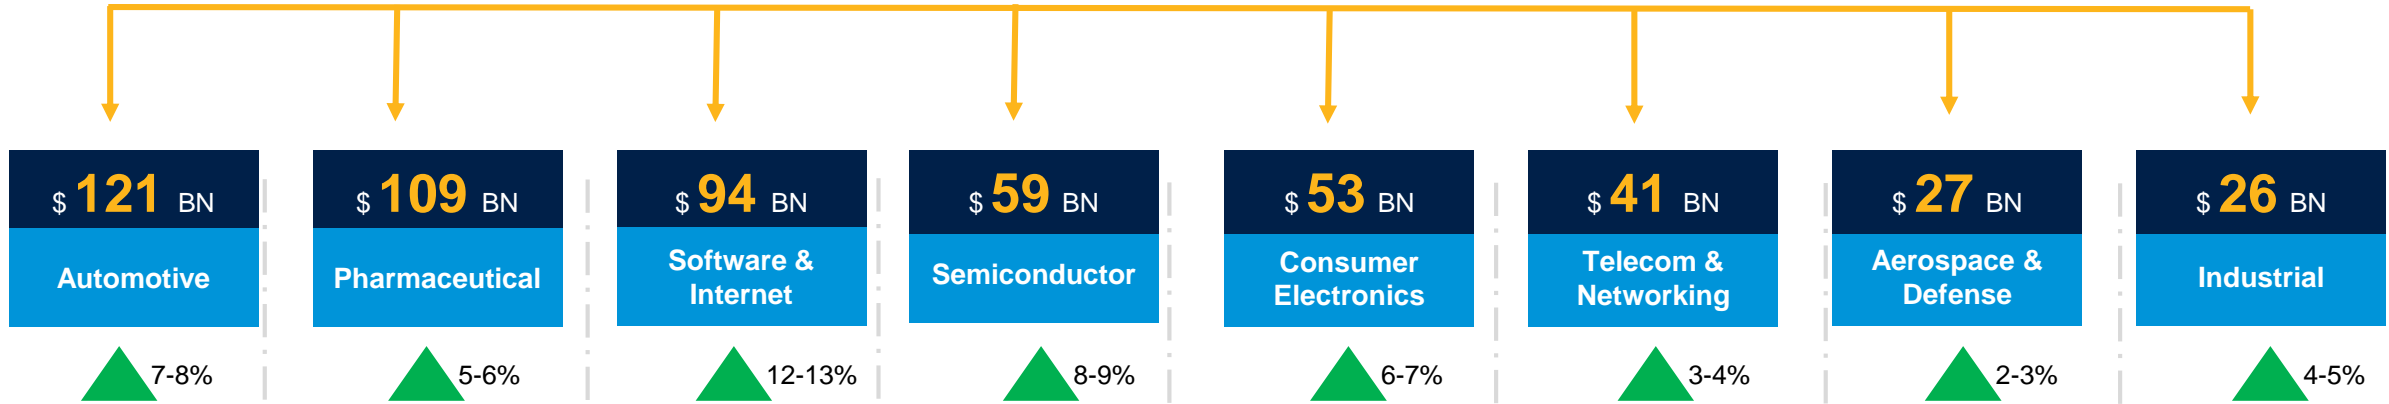 $ 121 BN
Automotive
7-8%
$ 109 BN
Pharmaceutical
5-6%
$ 94 BN
Software &
Internet
12-13%
$ 59 BN
Semiconductor
8-9%
$ 53 BN
Consumer
Electronics
6-7%
$ 41 BN
Telecom &
Networking
3-4%
$ 27 BN
Aerospace &
Defense
2-3%
$ 26 BN
Industrial
4-5%